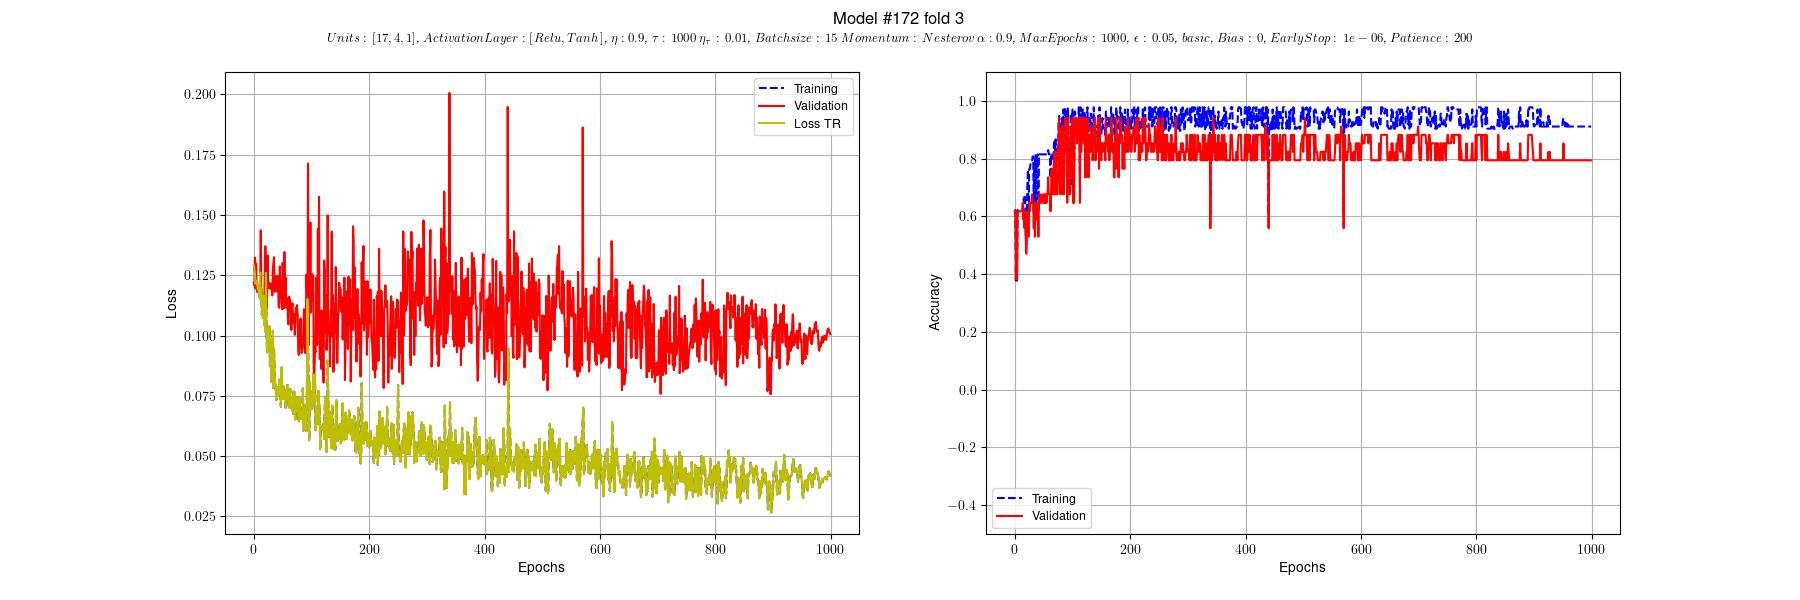 Model #172 fold 3
Units : [17, 4, 1], ActivationLayer : [Relu, Tanh], η : 0.9, τ : 1000 η_τ : 0.01, Batchsize : 15 Momentum : Nesterov α : 0.9, MaxEpochs : 1000, ϵ : 0.05, basic, Bias : 0, EarlyStop : 1e − 06, Patience : 200
Training
Validation
Loss TR
0.200
0.175
0.150
0.125
0.100
0.075
0.050
0.025
Loss
0 200 400 600 800 1000
Epochs
1.0
0.8
0.6
0.4
0.2
0.0
−0.2
−0.4
Accuracy
Training
Validation
0 200 400 600 800 1000
Epochs